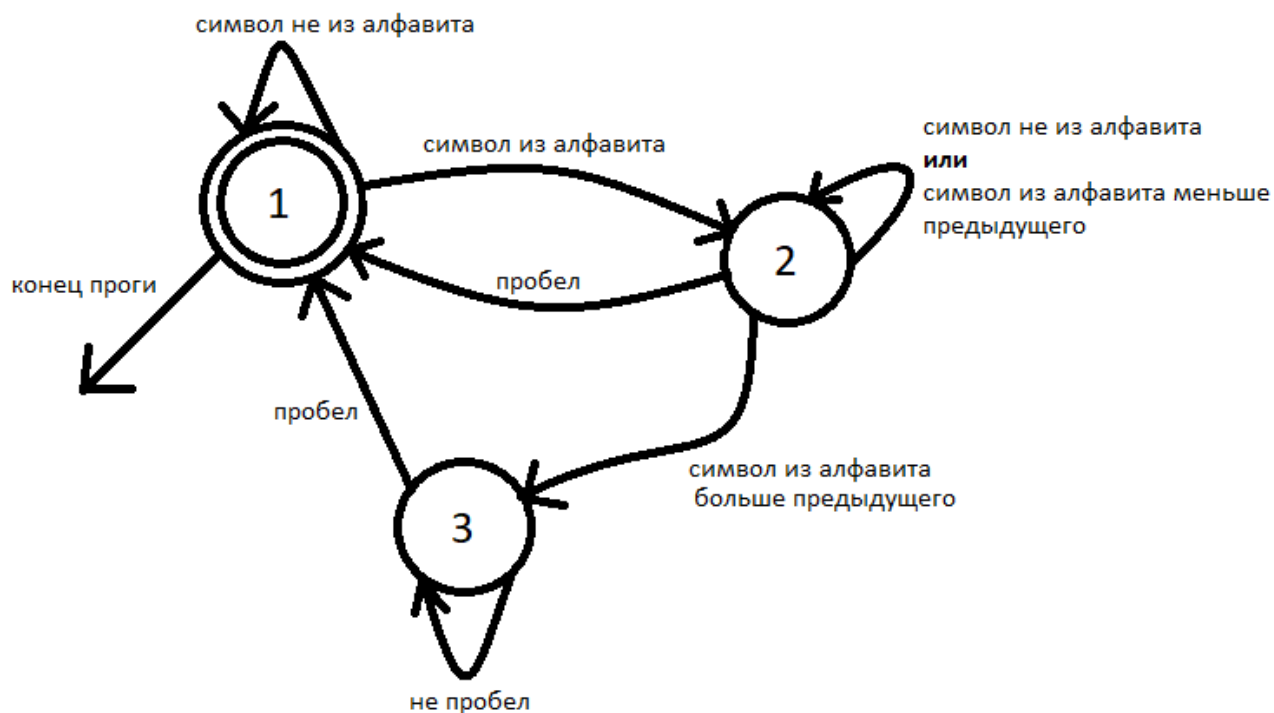 символ не из алфавита
символ из алфавита
символ не из алфавита
или
символ из алфавита меньше
предыдущего
1
2
конец проги
пробел
пробел
символ из алфавита
больше предыдущего
3
не пробел